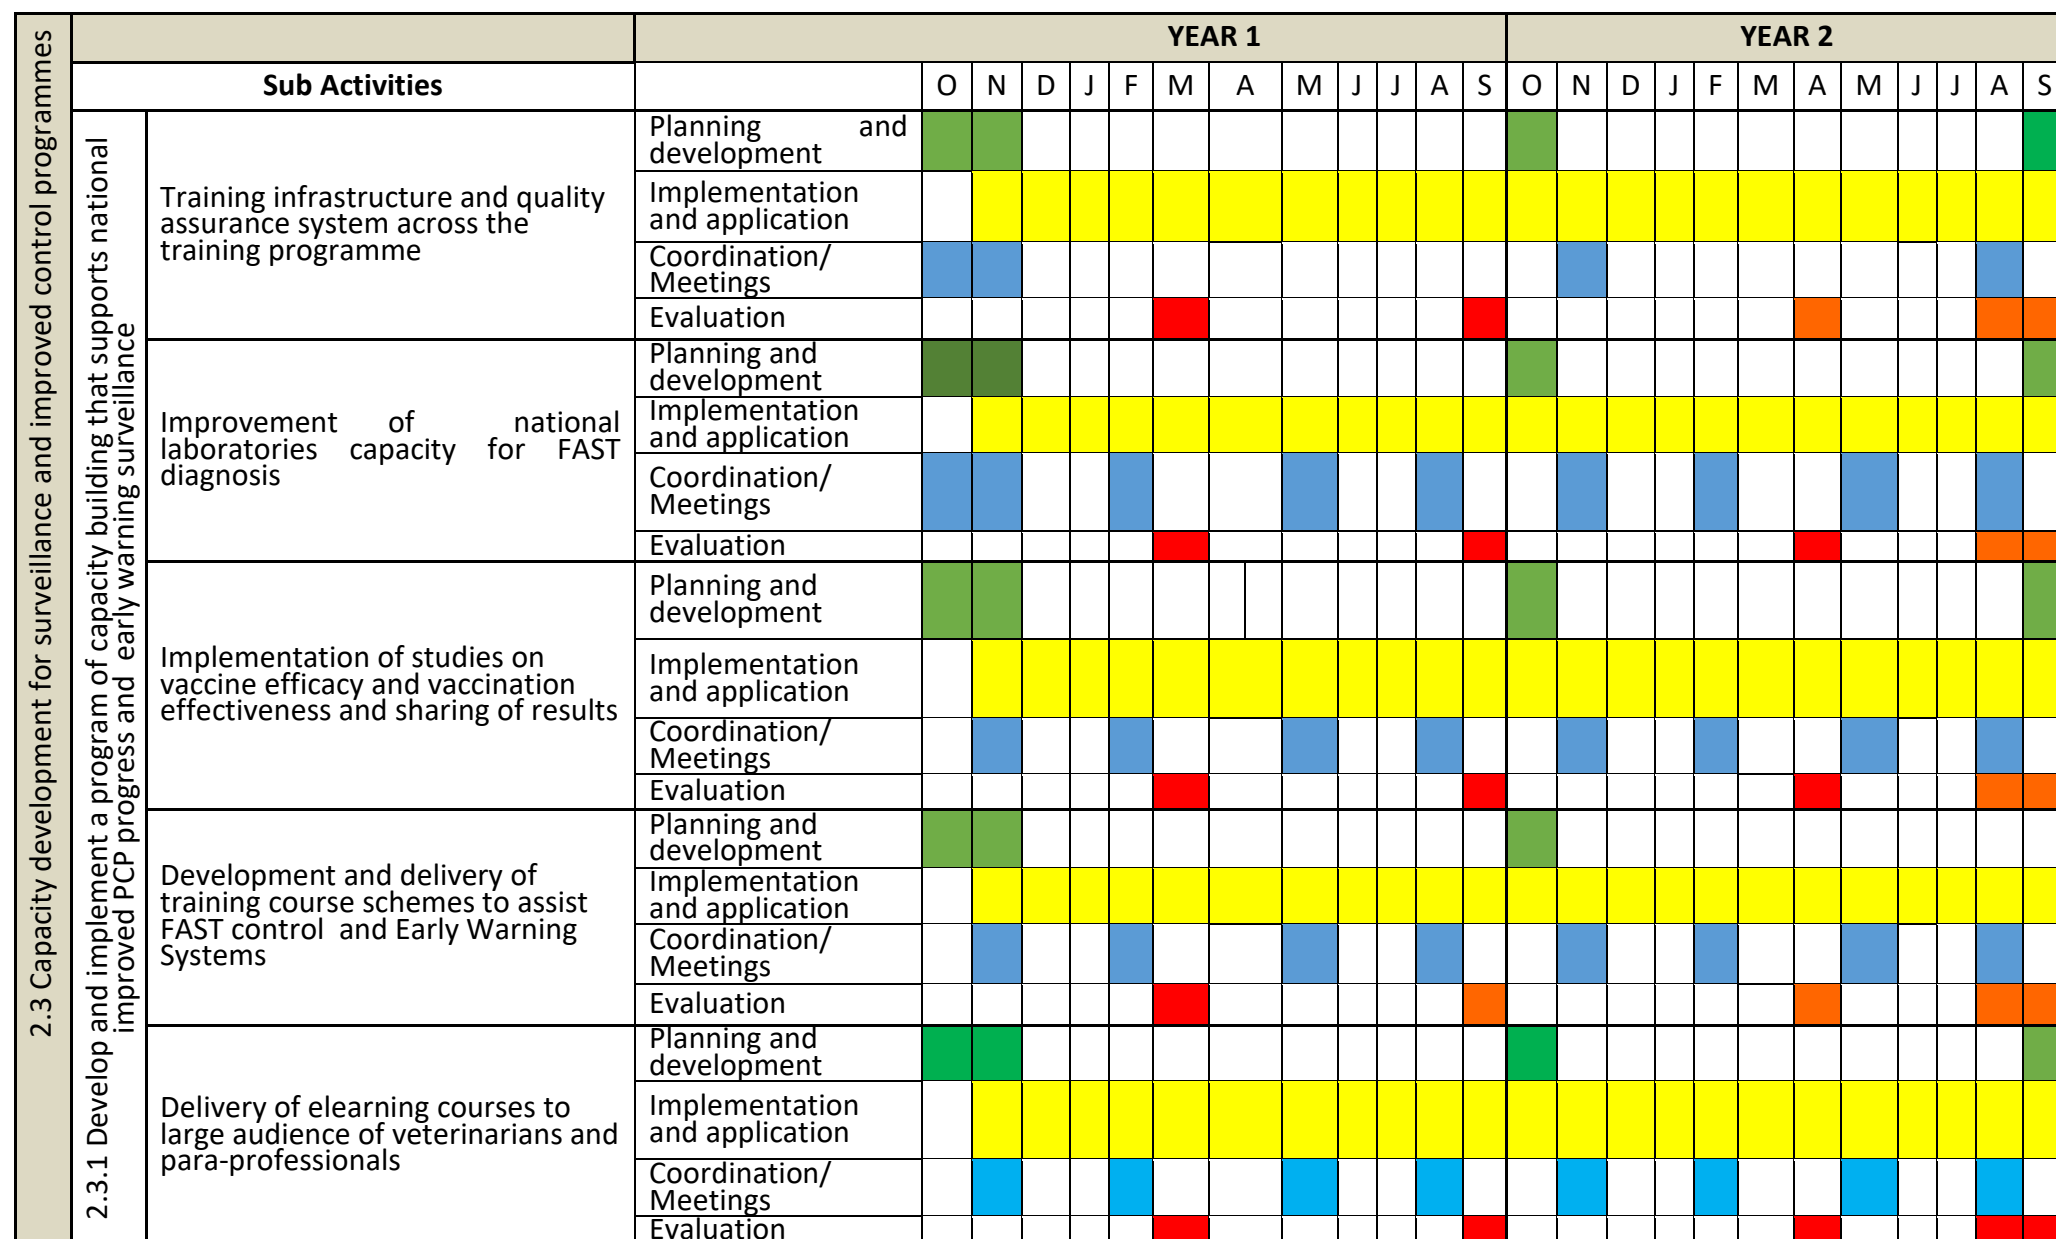 2.3 Capacity development for surveillance and improved control programmes
YEAR 1 YEAR 2
Sub Activities O N D J F M A M J J A S O N D J F M A M J J A S
2.3.1 Develop and implement a program of capacity building that supports national
improved PCP progress and early warning surveillance
Training infrastructure and quality
assurance system across the
training programme
Planning and
development
Implementation
and application
Coordination/
Meetings
Evaluation
Improvement of national
laboratories capacity for FAST
diagnosis
Planning and
development
Implementation
and application
Coordination/
Meetings
Evaluation
Implementation of studies on
vaccine efficacy and vaccination
effectiveness and sharing of results
Planning and
development
Implementation
and application
Coordination/
Meetings
Evaluation
Development and delivery of
training course schemes to assist
FAST control and Early Warning
Systems
Planning and
development
Implementation
and application
Coordination/
Meetings
Evaluation
Delivery of elearning courses to
large audience of veterinarians and
para-professionals
Planning and
development
Implementation
and application
Coordination/
Meetings
Evaluation